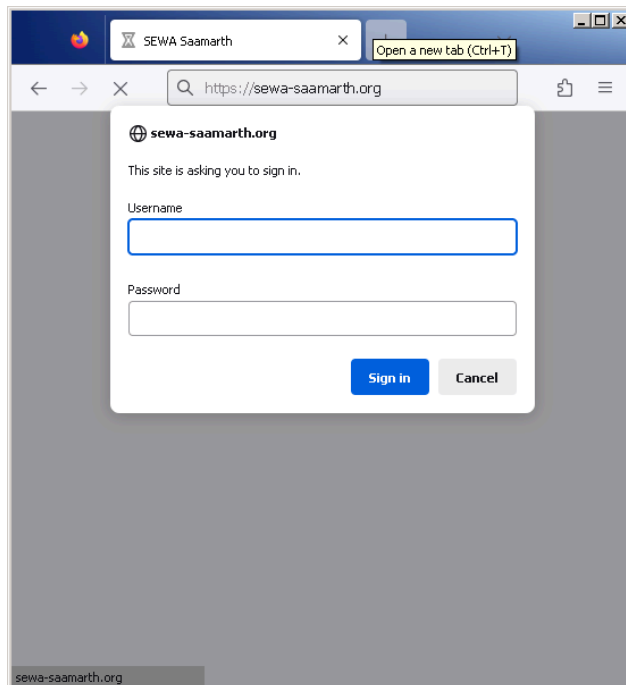 SEWA Saamarth
Open a new tab (Ctrl+T)
https://sewa-saamarth.org
sewa-saamarth.org
This site is asking you to sign in.
Username
Password
Sign in
Cancel
sewa-saamarth.org